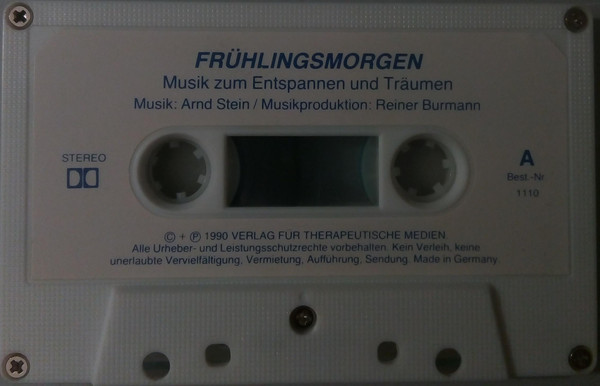 FRÜHLINGSMORGEN
Musik zum Entspannen und Träumen
Musik: Arnd Stein / Musikproduktion: Reiner Burmann
STEREO
A
Best.-Nr
1110
© + ℗ 1990 VERLAG FÜR THERAPEUTISCHE MEDIEN.
Alle Urheber- und Leistungsschutzrechte vorbehalten. Kein Verleih, keine
unerlaubte Vervielfältigung, Vermietung, Aufführung, Sendung. Made in Germany